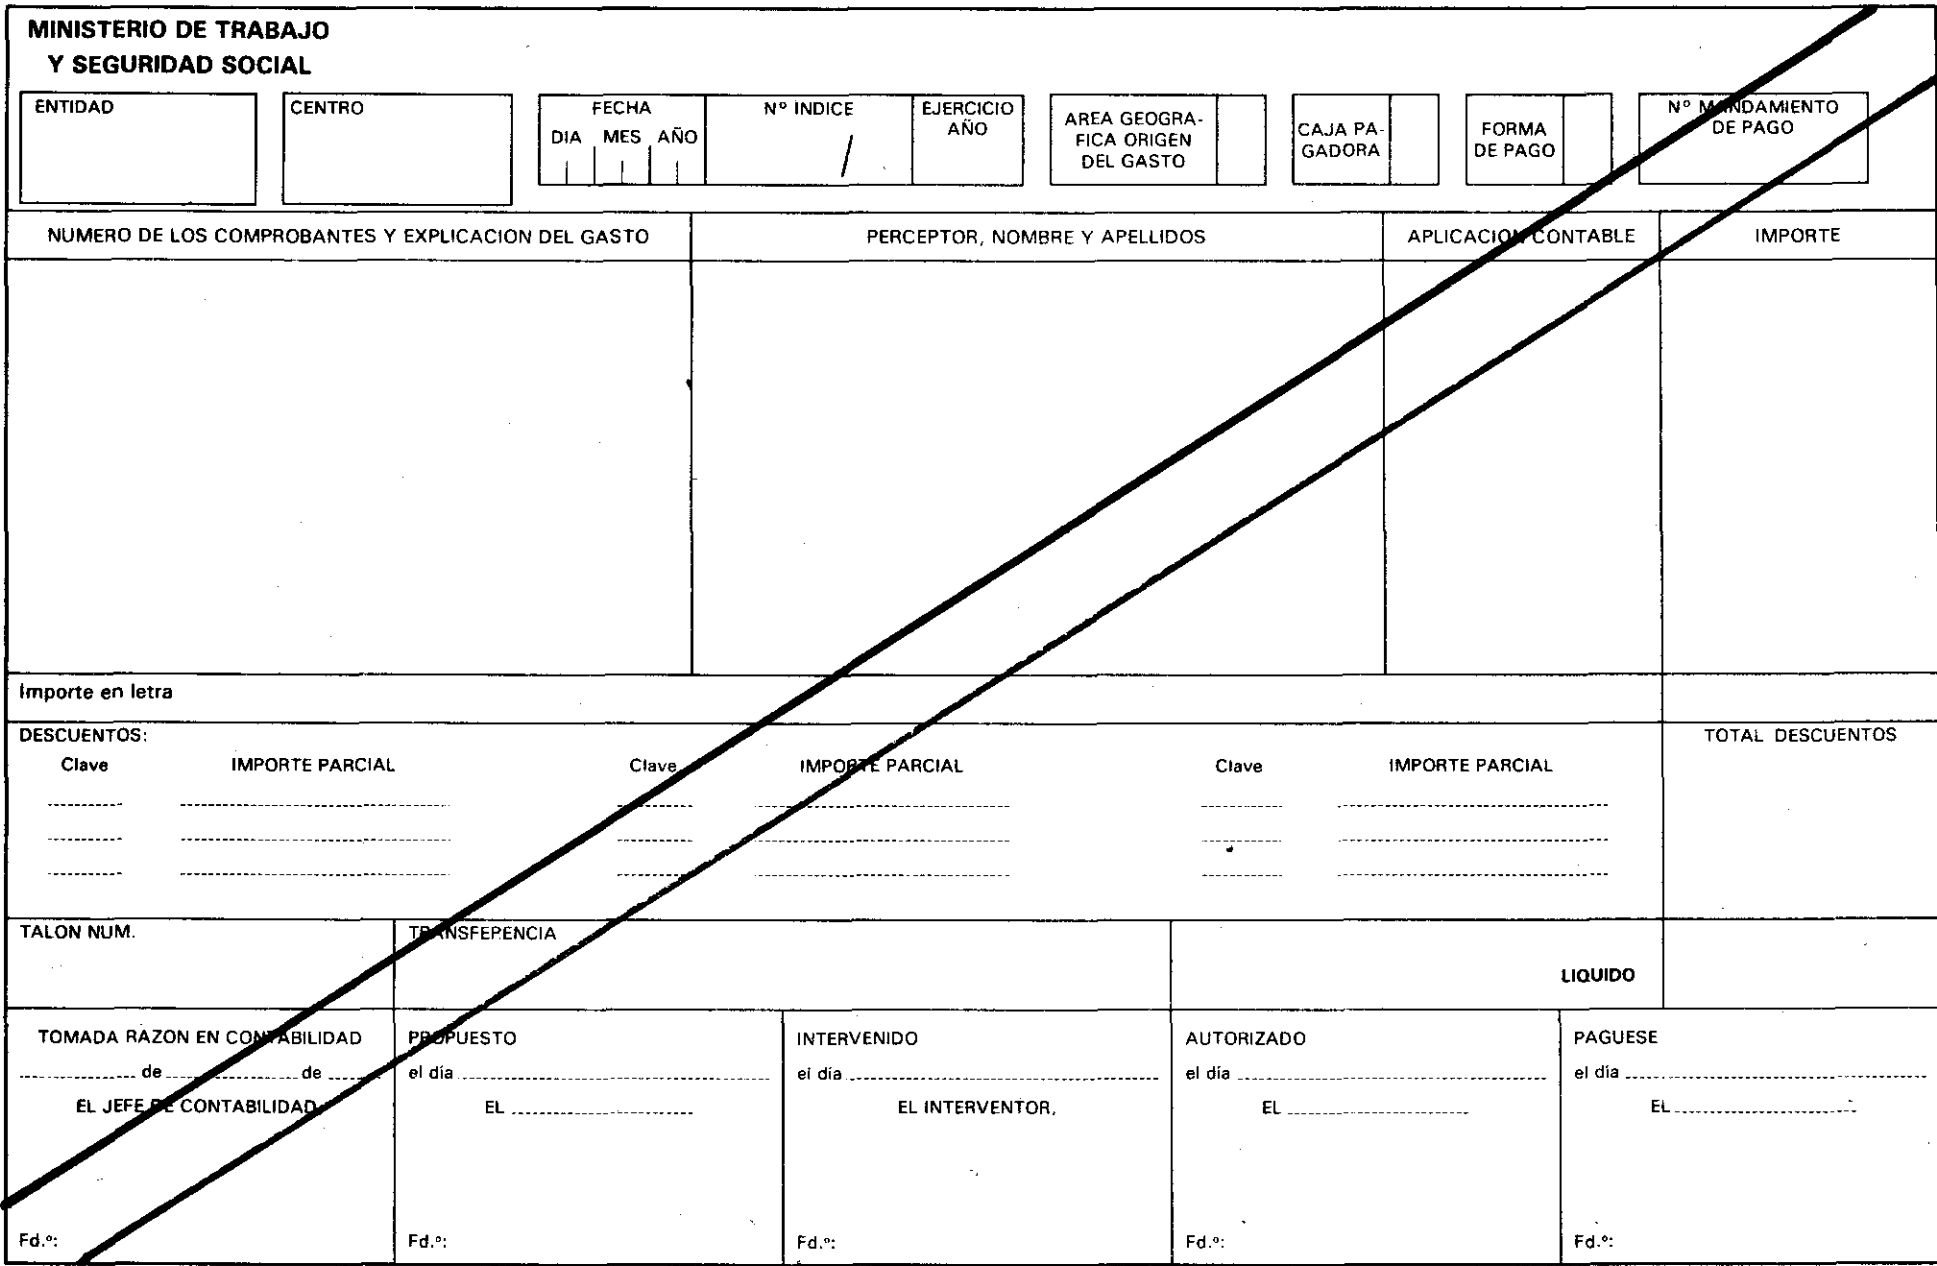 MINISTERIO DE TRABAJO
Y SEGURIDAD SOCIAL
ENTIDAD
CENTRO
FECHA
DIA MES AÑO
Nº INDICE
/
EJERCICIO
AÑO
AREA GEOGRA-
FICA ORIGEN
DEL GASTO
CAJA PA-
GADORA
FORMA
DE PAGO
Nº MANDAMIENTO
DE PAGO
NUMERO DE LOS COMPROBANTES Y EXPLICACION DEL GASTO
PERCEPTOR, NOMBRE Y APELLIDOS
APLICACION CONTABLE
IMPORTE
Importe en letra
DESCUENTOS:
TOTAL DESCUENTOS
Clave IMPORTE PARCIAL Clave IMPORTE PARCIAL Clave IMPORTE PARCIAL
TALON NUM.
TRANSFERENCIA
LIQUIDO
TOMADA RAZON EN CONTABILIDAD
de de
EL JEFE DE CONTABILIDAD,
Fd.º:
PROPUESTO
el día
EL
Fd.º:
INTERVENIDO
el día
EL INTERVENTOR,
Fd.º:
AUTORIZADO
el día
EL
Fd.º:
PAGUESE
el día
EL
Fd.º: